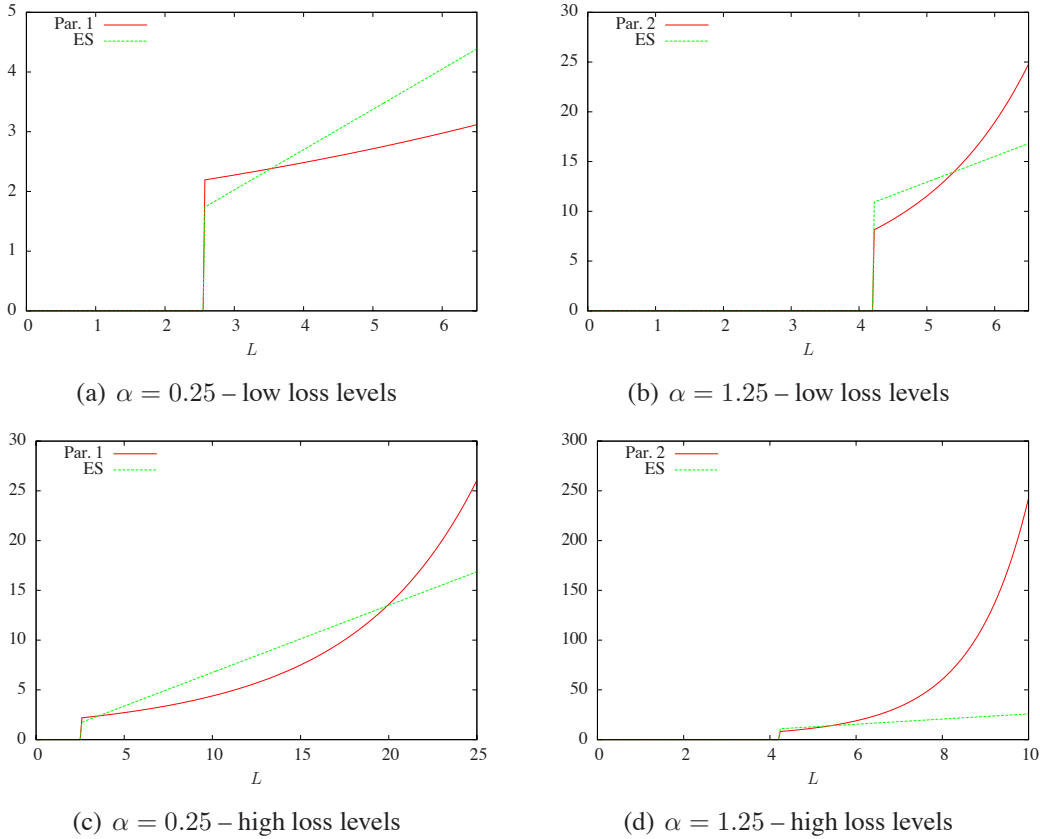 Par. 1
ES
5
4
3
2
1
0
0 1 2 3 4 5 6
L
(a) α = 0.25 – low loss levels
Par. 2
ES
30
25
20
15
10
5
0
0 1 2 3 4 5 6
L
(b) α = 1.25 – low loss levels
Par. 1
ES
30
25
20
15
10
5
0
0 5 10 15 20 25
L
(c) α = 0.25 – high loss levels
Par. 2
ES
300
250
200
150
100
50
0
0 2 4 6 8 10
L
(d) α = 1.25 – high loss levels